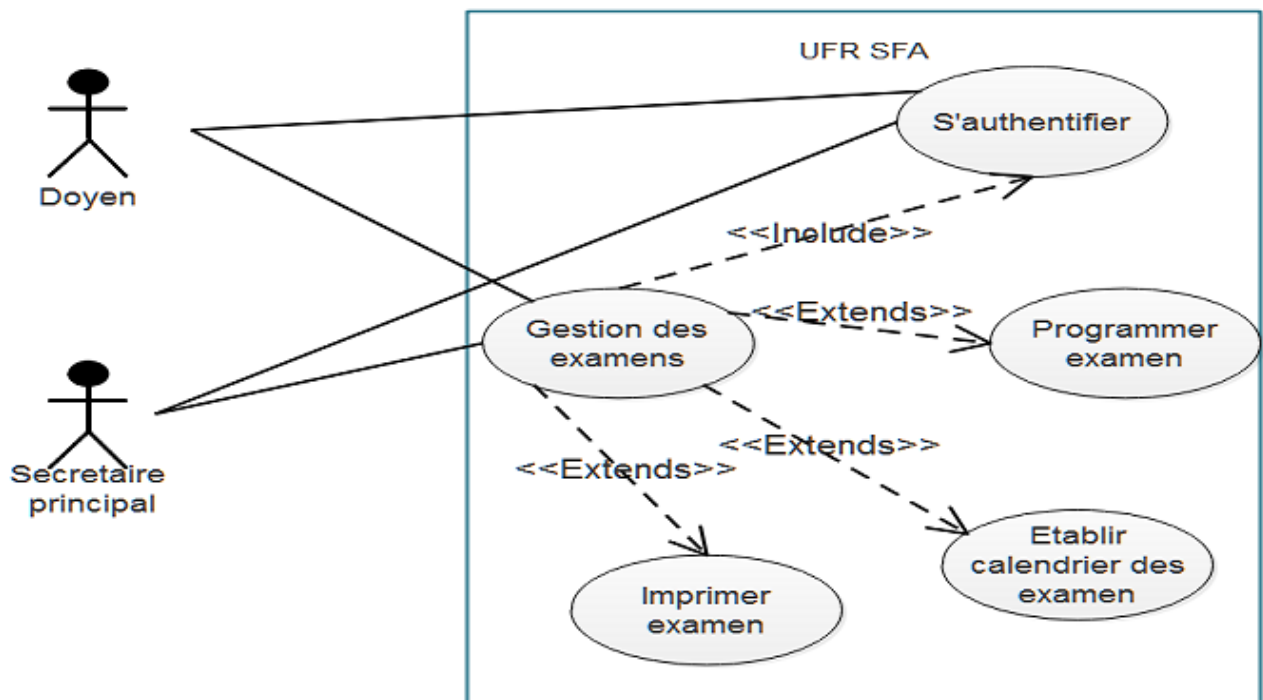 UFR SFA
S'authentifier
Doyen
<<Include>>
<<Extends>>
Gestion des
examens
Programmer
examen
<<Extends>>
<<Extends>>
Secretaire
principal
Etablir
calendrier des
examen
Imprimer
examen